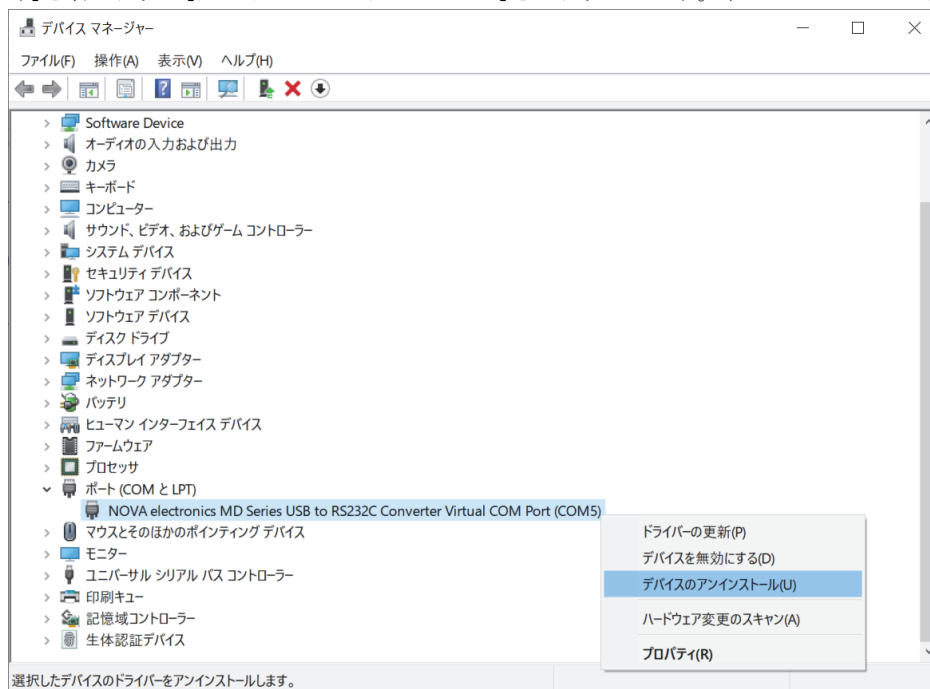 デバイス マネージャー
ファイル(F) 操作(A) 表示(V) ヘルプ(H)
Software Device
オーディオの入力および出力
カメラ
キーボード
コンピューター
サウンド、ビデオ、およびゲーム コントローラー
システム デバイス
セキュリティ デバイス
ソフトウェア コンポーネント
ソフトウェア デバイス
ディスク ドライブ
ディスプレイ アダプター
ネットワーク アダプター
バッテリ
ヒューマン インターフェイス デバイス
ファームウェア
プロセッサ
ポート (COM と LPT)
NOVA electronics MD Series USB to RS232C Converter Virtual COM Port (COM5)
マウスとそのほかのポインティング デバイス
モニター
ユニバーサル シリアル バス コントローラー
印刷キュー
記憶域コントローラー
生体認証デバイス
ドライバーの更新(P)
デバイスを無効にする(D)
デバイスのアンインストール(U)
ハードウェア変更のスキャン(A)
プロパティ(R)
選択したデバイスのドライバーをアンインストールします。